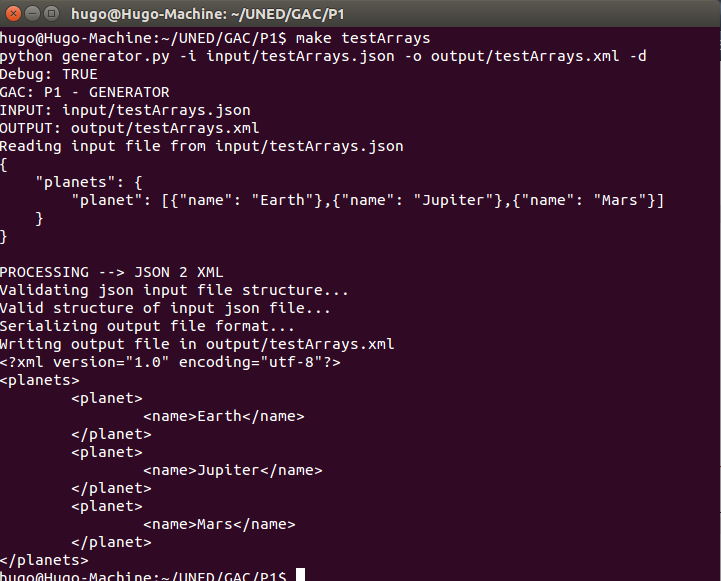 hugo@Hugo-Machine: ~/UNED/GAC/P1
hugo@Hugo-Machine:~/UNED/GAC/P1$ make testArrays
python generator.py -i input/testArrays.json -o output/testArrays.xml -d
Debug: TRUE
GAC: P1 - GENERATOR
INPUT: input/testArrays.json
OUTPUT: output/testArrays.xml
Reading input file from input/testArrays.json
{
    "planets": {
        "planet": [{"name": "Earth"},{"name": "Jupiter"},{"name": "Mars"}]
    }
}

PROCESSING --> JSON 2 XML
Validating json input file structure...
Valid structure of input json file...
Serializing output file format...
Writing output file in output/testArrays.xml
<?xml version="1.0" encoding="utf-8"?>
<planets>
        <planet>
                <name>Earth</name>
        </planet>
        <planet>
                <name>Jupiter</name>
        </planet>
        <planet>
                <name>Mars</name>
        </planet>
</planets>
hugo@Hugo-Machine:~/UNED/GAC/P1$